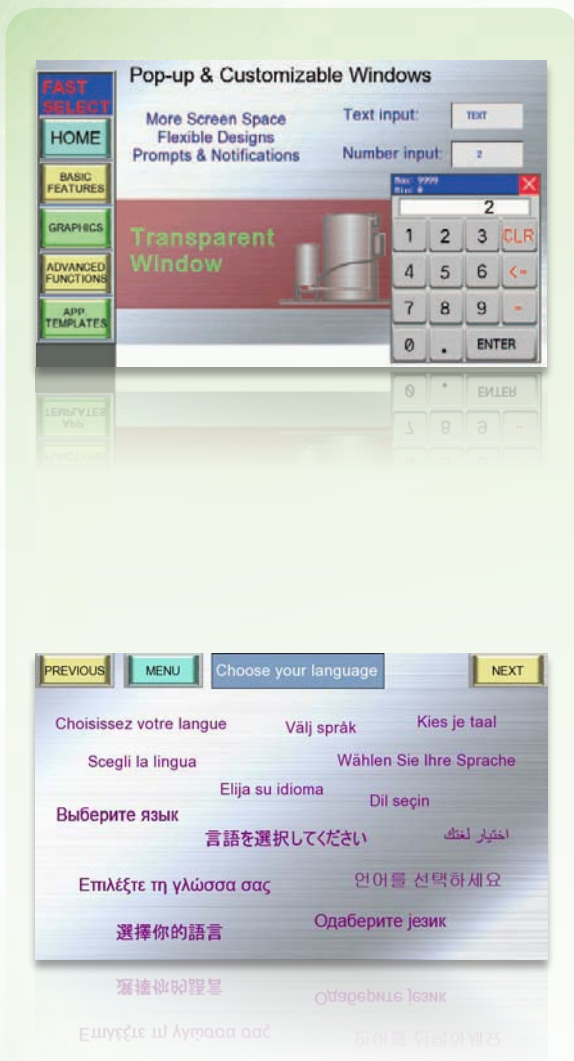 Pop-up & Customizable Windows
FAST
SELECT
HOME
BASIC
FEATURES
GRAPHICS
ADVANCED
FUNCTIONS
APP.
TEMPLATES
More Screen Space
Flexible Designs
Prompts & Notifications
Text input:
TEXT
Number input:
2
Transparent
Window
Max: 9999
Min: 0
2
1 2 3 CLR
4 5 6 <-
7 8 9 -
0 . ENTER
PREVIOUS
MENU
Choose your language
NEXT
Choisissez votre langue
Välj språk
Kies je taal
Scegli la lingua
Wählen Sie Ihre Sprache
Elija su idioma
Dil seçin
Выберите язык
言語を選択してください
اختيار لغتك
Επιλέξτε τη γλώσσα σας
언어를 선택하세요
選擇你的語言
Одаберите језик